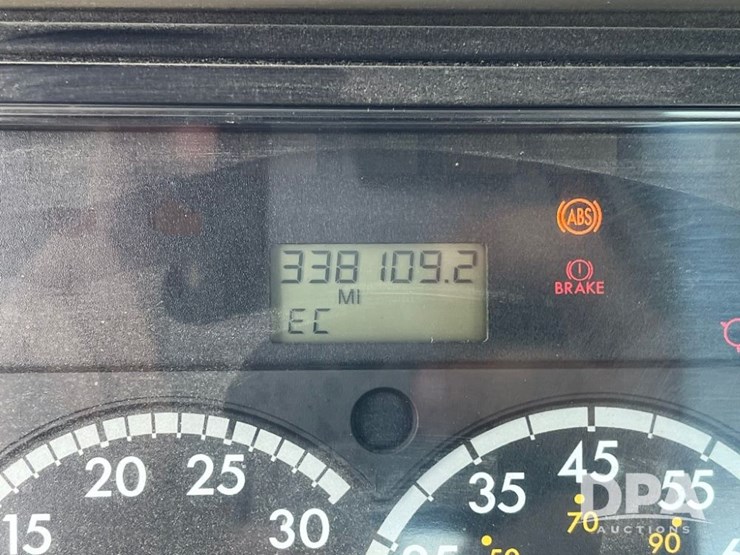 338109.2
MI
EC
ABS
BRAKE
15
20
25
30
35
45
55
70
90
DPA
AUCTIONS